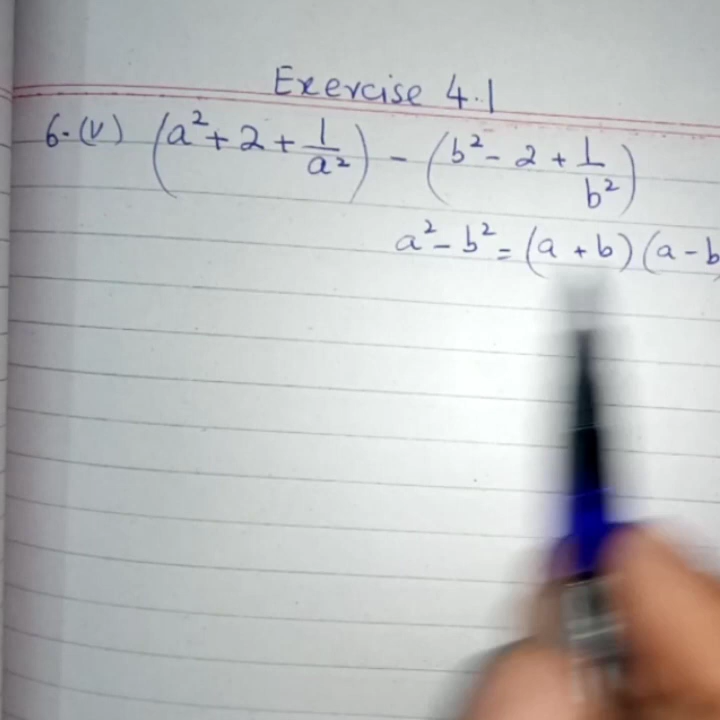 Exercise 4.1
6.(v) (a² + 2 + 1/a²) - (b² - 2 + 1/b²)
a² - b² = (a + b)(a - b